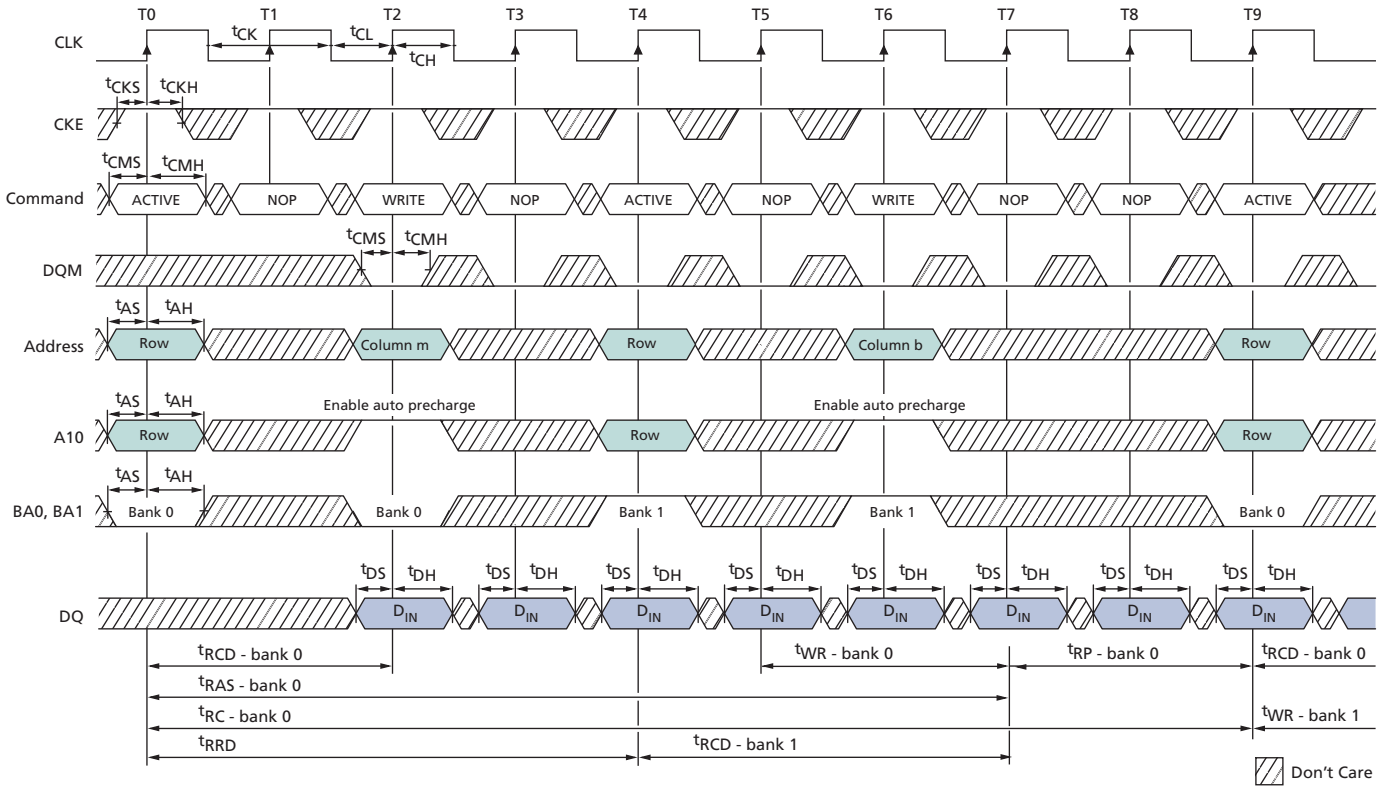 T0 T1 T2 T3 T4 T5 T6 T7 T8 T9
CLK tCK tCL tCH
tCKS tCKH
CKE
tCMS tCMH
Command ACTIVE NOP WRITE NOP ACTIVE NOP WRITE NOP NOP ACTIVE
tCMS tCMH
DQM
tAS tAH
Address Row Column m Row Column b Row
tAS tAH Enable auto precharge Enable auto precharge
A10 Row Row Row
tAS tAH
BA0, BA1 Bank 0 Bank 0 Bank 1 Bank 1 Bank 0
tDS tDH tDS tDH tDS tDH tDS tDH tDS tDH tDS tDH tDS tDH tDS tDH
DQ DIN DIN DIN DIN DIN DIN DIN DIN
tRCD - bank 0 tWR - bank 0 tRP - bank 0 tRCD - bank 0
tRAS - bank 0
tRC - bank 0 tWR - bank 1
tRRD tRCD - bank 1
Don't Care